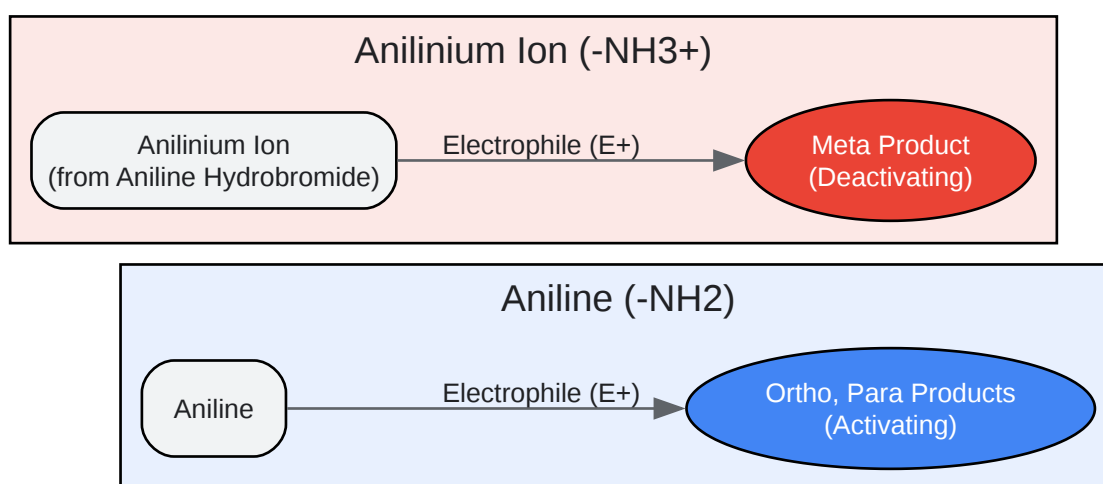 Anilinium Ion (-NH3+)
Anilinium Ion
(from Aniline Hydrobromide)
Electrophile (E+)
Meta Product
(Deactivating)
Aniline (-NH2)
Aniline
Electrophile (E+)
Ortho, Para Products
(Activating)